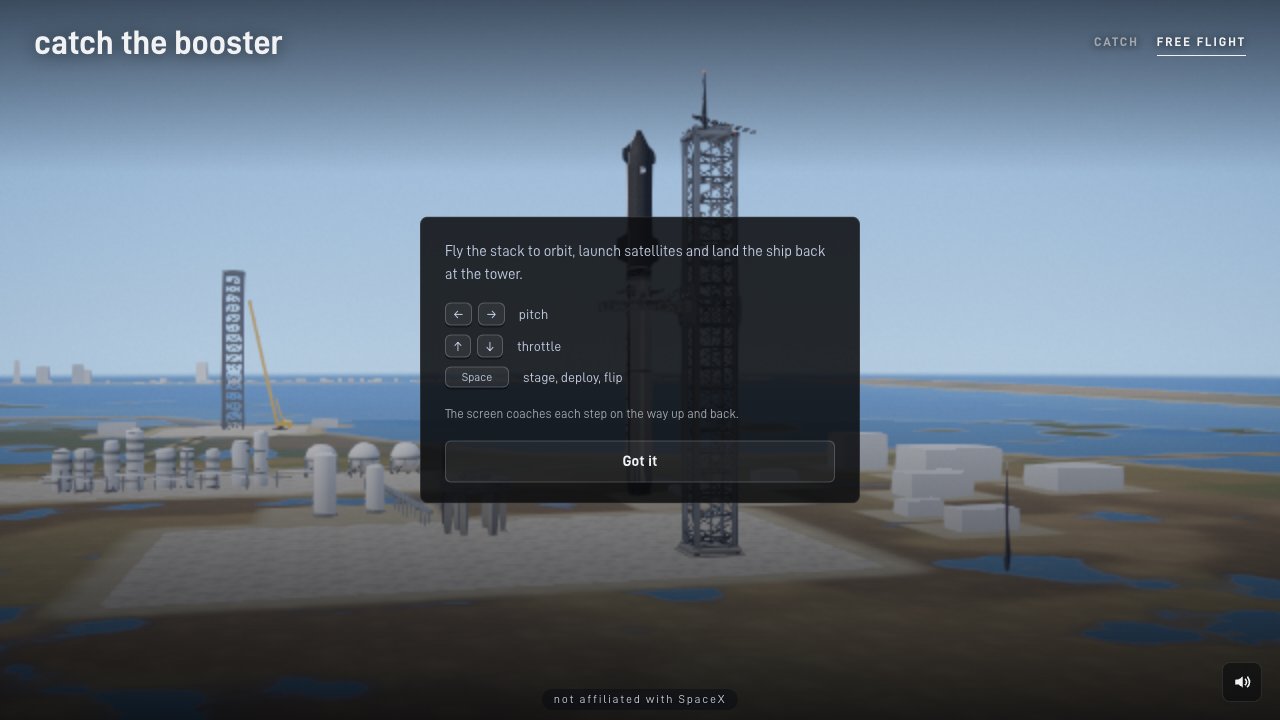 catch the booster
CATCH
FREE FLIGHT
Fly the stack to orbit, launch satellites and land the ship back
at the tower.
← → pitch
↑ ↓ throttle
Space stage, deploy, flip
The screen coaches each step on the way up and back.
Got it
not affiliated with SpaceX